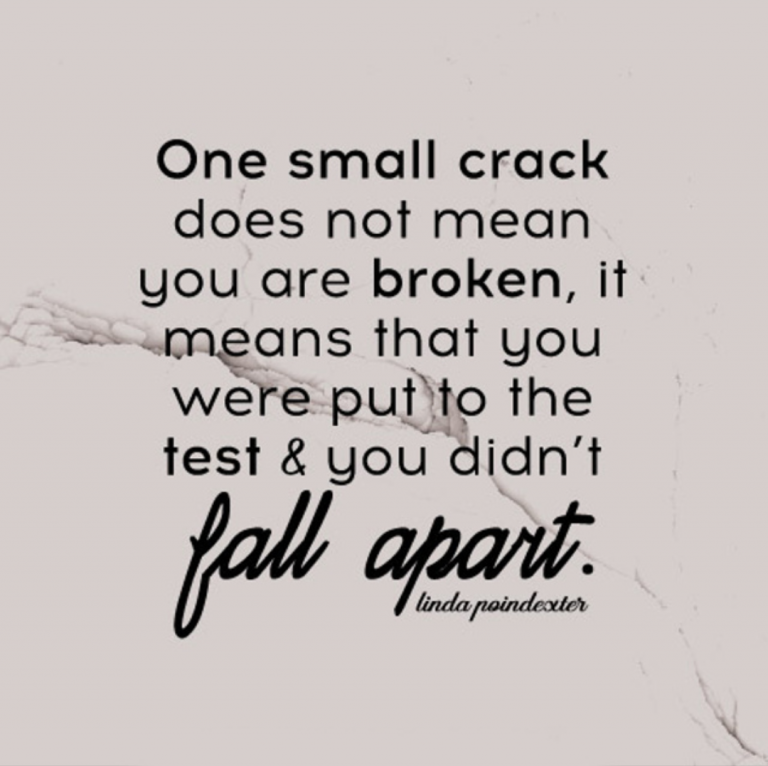 One small crack
does not mean
you are broken, it
means that you
were put to the
test & you didn't
fall apart.
linda poindexter